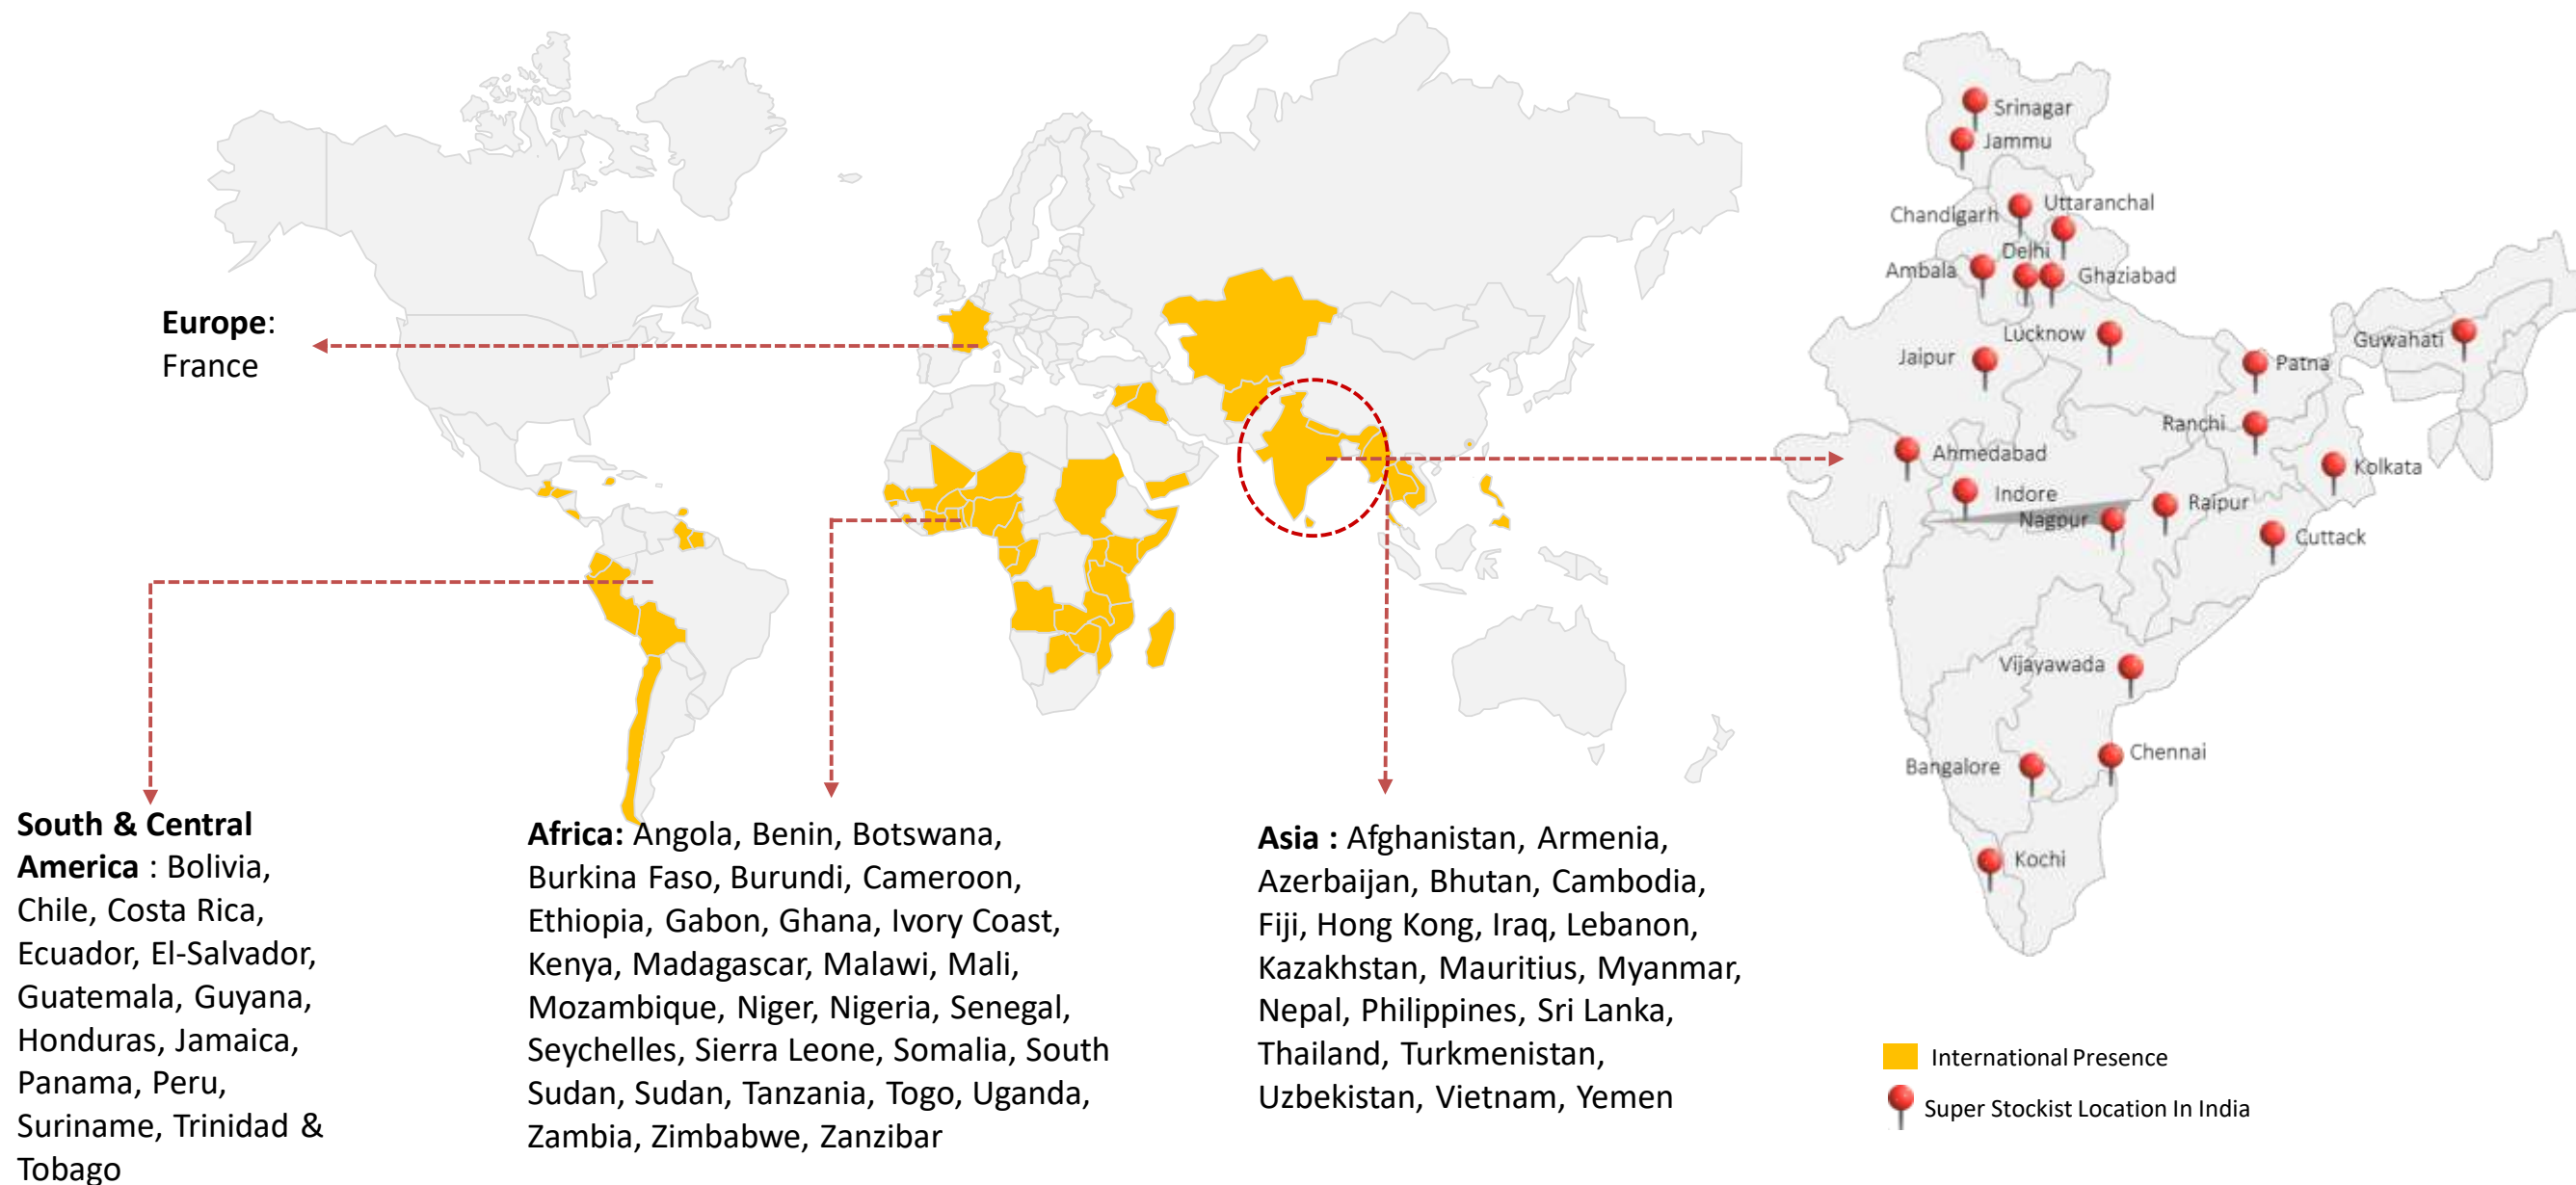 Europe:
France
South & Central
America : Bolivia,
Chile, Costa Rica,
Ecuador, El-Salvador,
Guatemala, Guyana,
Honduras, Jamaica,
Panama, Peru,
Suriname, Trinidad &
Tobago
Africa: Angola, Benin, Botswana,
Burkina Faso, Burundi, Cameroon,
Ethiopia, Gabon, Ghana, Ivory Coast,
Kenya, Madagascar, Malawi, Mali,
Mozambique, Niger, Nigeria, Senegal,
Seychelles, Sierra Leone, Somalia, South
Sudan, Sudan, Tanzania, Togo, Uganda,
Zambia, Zimbabwe, Zanzibar
Asia : Afghanistan, Armenia,
Azerbaijan, Bhutan, Cambodia,
Fiji, Hong Kong, Iraq, Lebanon,
Kazakhstan, Mauritius, Myanmar,
Nepal, Philippines, Sri Lanka,
Thailand, Turkmenistan,
Uzbekistan, Vietnam, Yemen
Srinagar
Jammu
Uttaranchal
Chandigarh
Delhi
Ambala
Ghaziabad
Lucknow
Guwahati
Jaipur
Patna
Ranchi
Ahmedabad
Kolkata
Indore
Raipur
Nagpur
Cuttack
Vijayawada
Chennai
Bangalore
Kochi
International Presence
Super Stockist Location In India